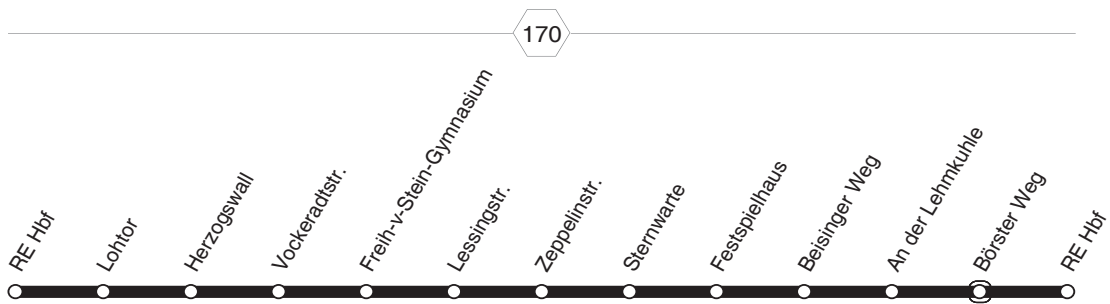 170
RE Hbf
Lohtor
Herzogswall
Vockeradtstr.
Freih-v-Stein-Gymnasium
Lessingstr.
Zeppelinstr.
Sternwarte
Festspielhaus
Beisinger Weg
An der Lehmkuhle
Börster Weg
RE Hbf